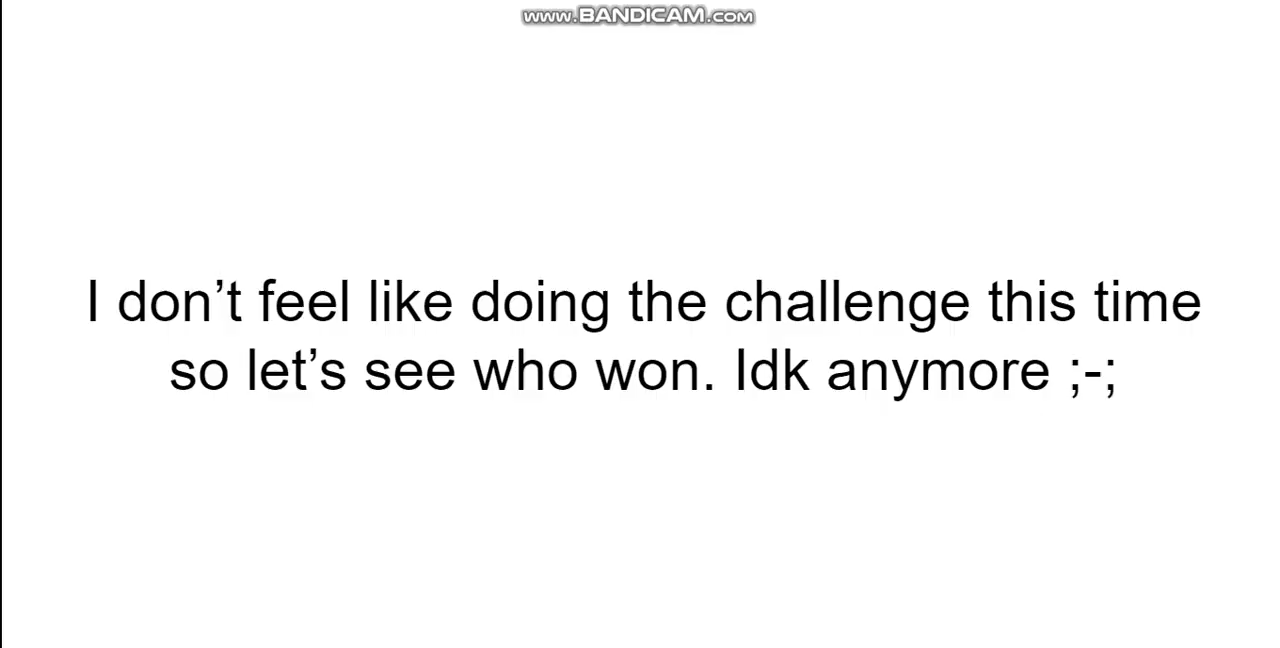 www.BANDICAM.com
I don’t feel like doing the challenge this time
so let’s see who won. Idk anymore ;-;